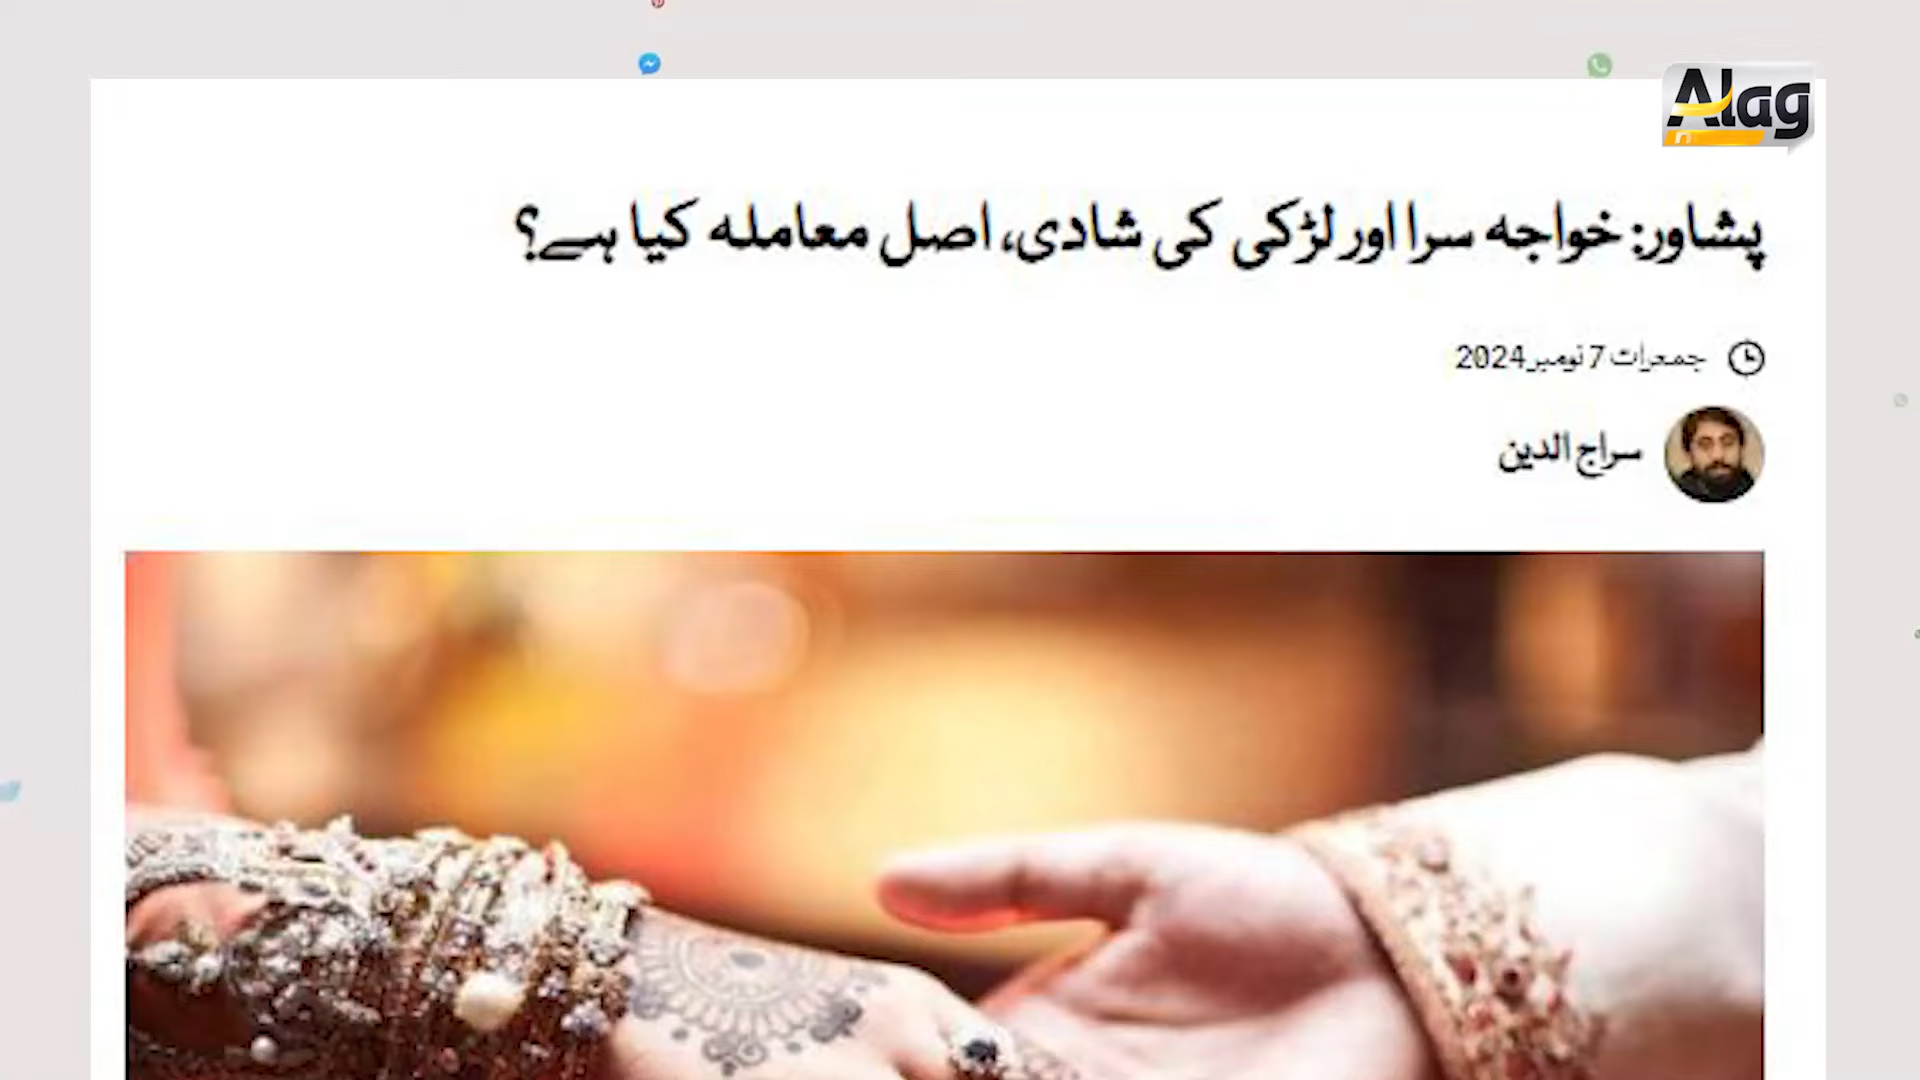 Alag
پشاور: خواجہ سرا اور لڑکی کی شادی، اصل معاملہ کیا ہے؟
جمعرات 7 نومبر 2024
سراج الدین